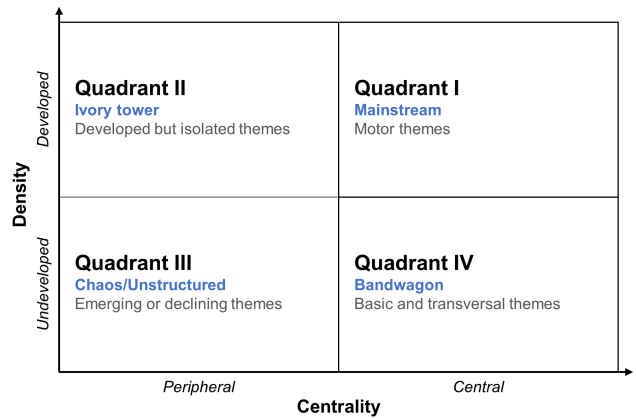 Developed
Quadrant II
Ivory tower
Developed but isolated themes
Quadrant I
Mainstream
Motor themes
Density
Undeveloped
Quadrant III
Chaos/Unstructured
Emerging or declining themes
Quadrant IV
Bandwagon
Basic and transversal themes
Peripheral
Central
Centrality